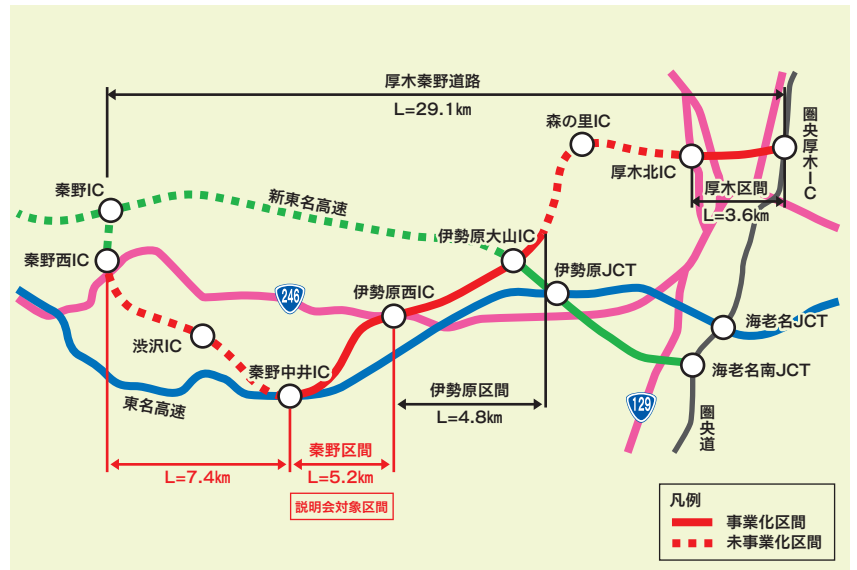 厚木秦野道路
L=29.1㎞
森の里IC
圏央厚木IC
厚木北IC
秦野IC
新東名高速
厚木区間
L=3.6㎞
伊勢原大山IC
秦野西IC
伊勢原JCT
246
伊勢原西IC
海老名JCT
渋沢IC
秦野中井IC
海老名南JCT
東名高速
伊勢原区間
L=4.8㎞
129
圏央道
秦野区間
L=7.4㎞
L=5.2㎞
説明会対象区間
凡例
事業化区間
未事業化区間